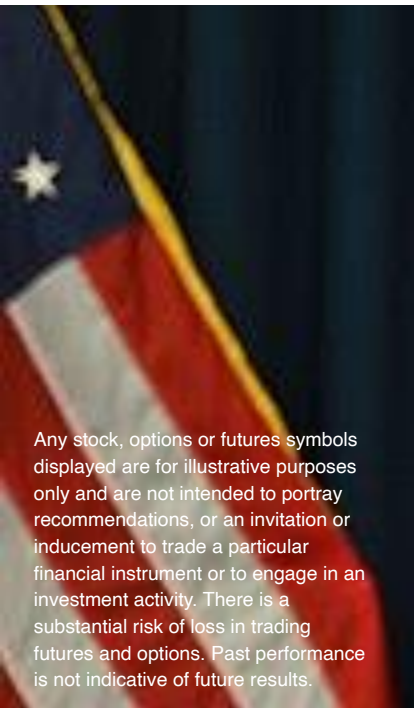 Any stock, options or futures symbols
displayed are for illustrative purposes
only and are not intended to portray
recommendations, or an invitation or
inducement to trade a particular
financial instrument or to engage in an
investment activity. There is a
substantial risk of loss in trading
futures and options. Past performance
is not indicative of future results.